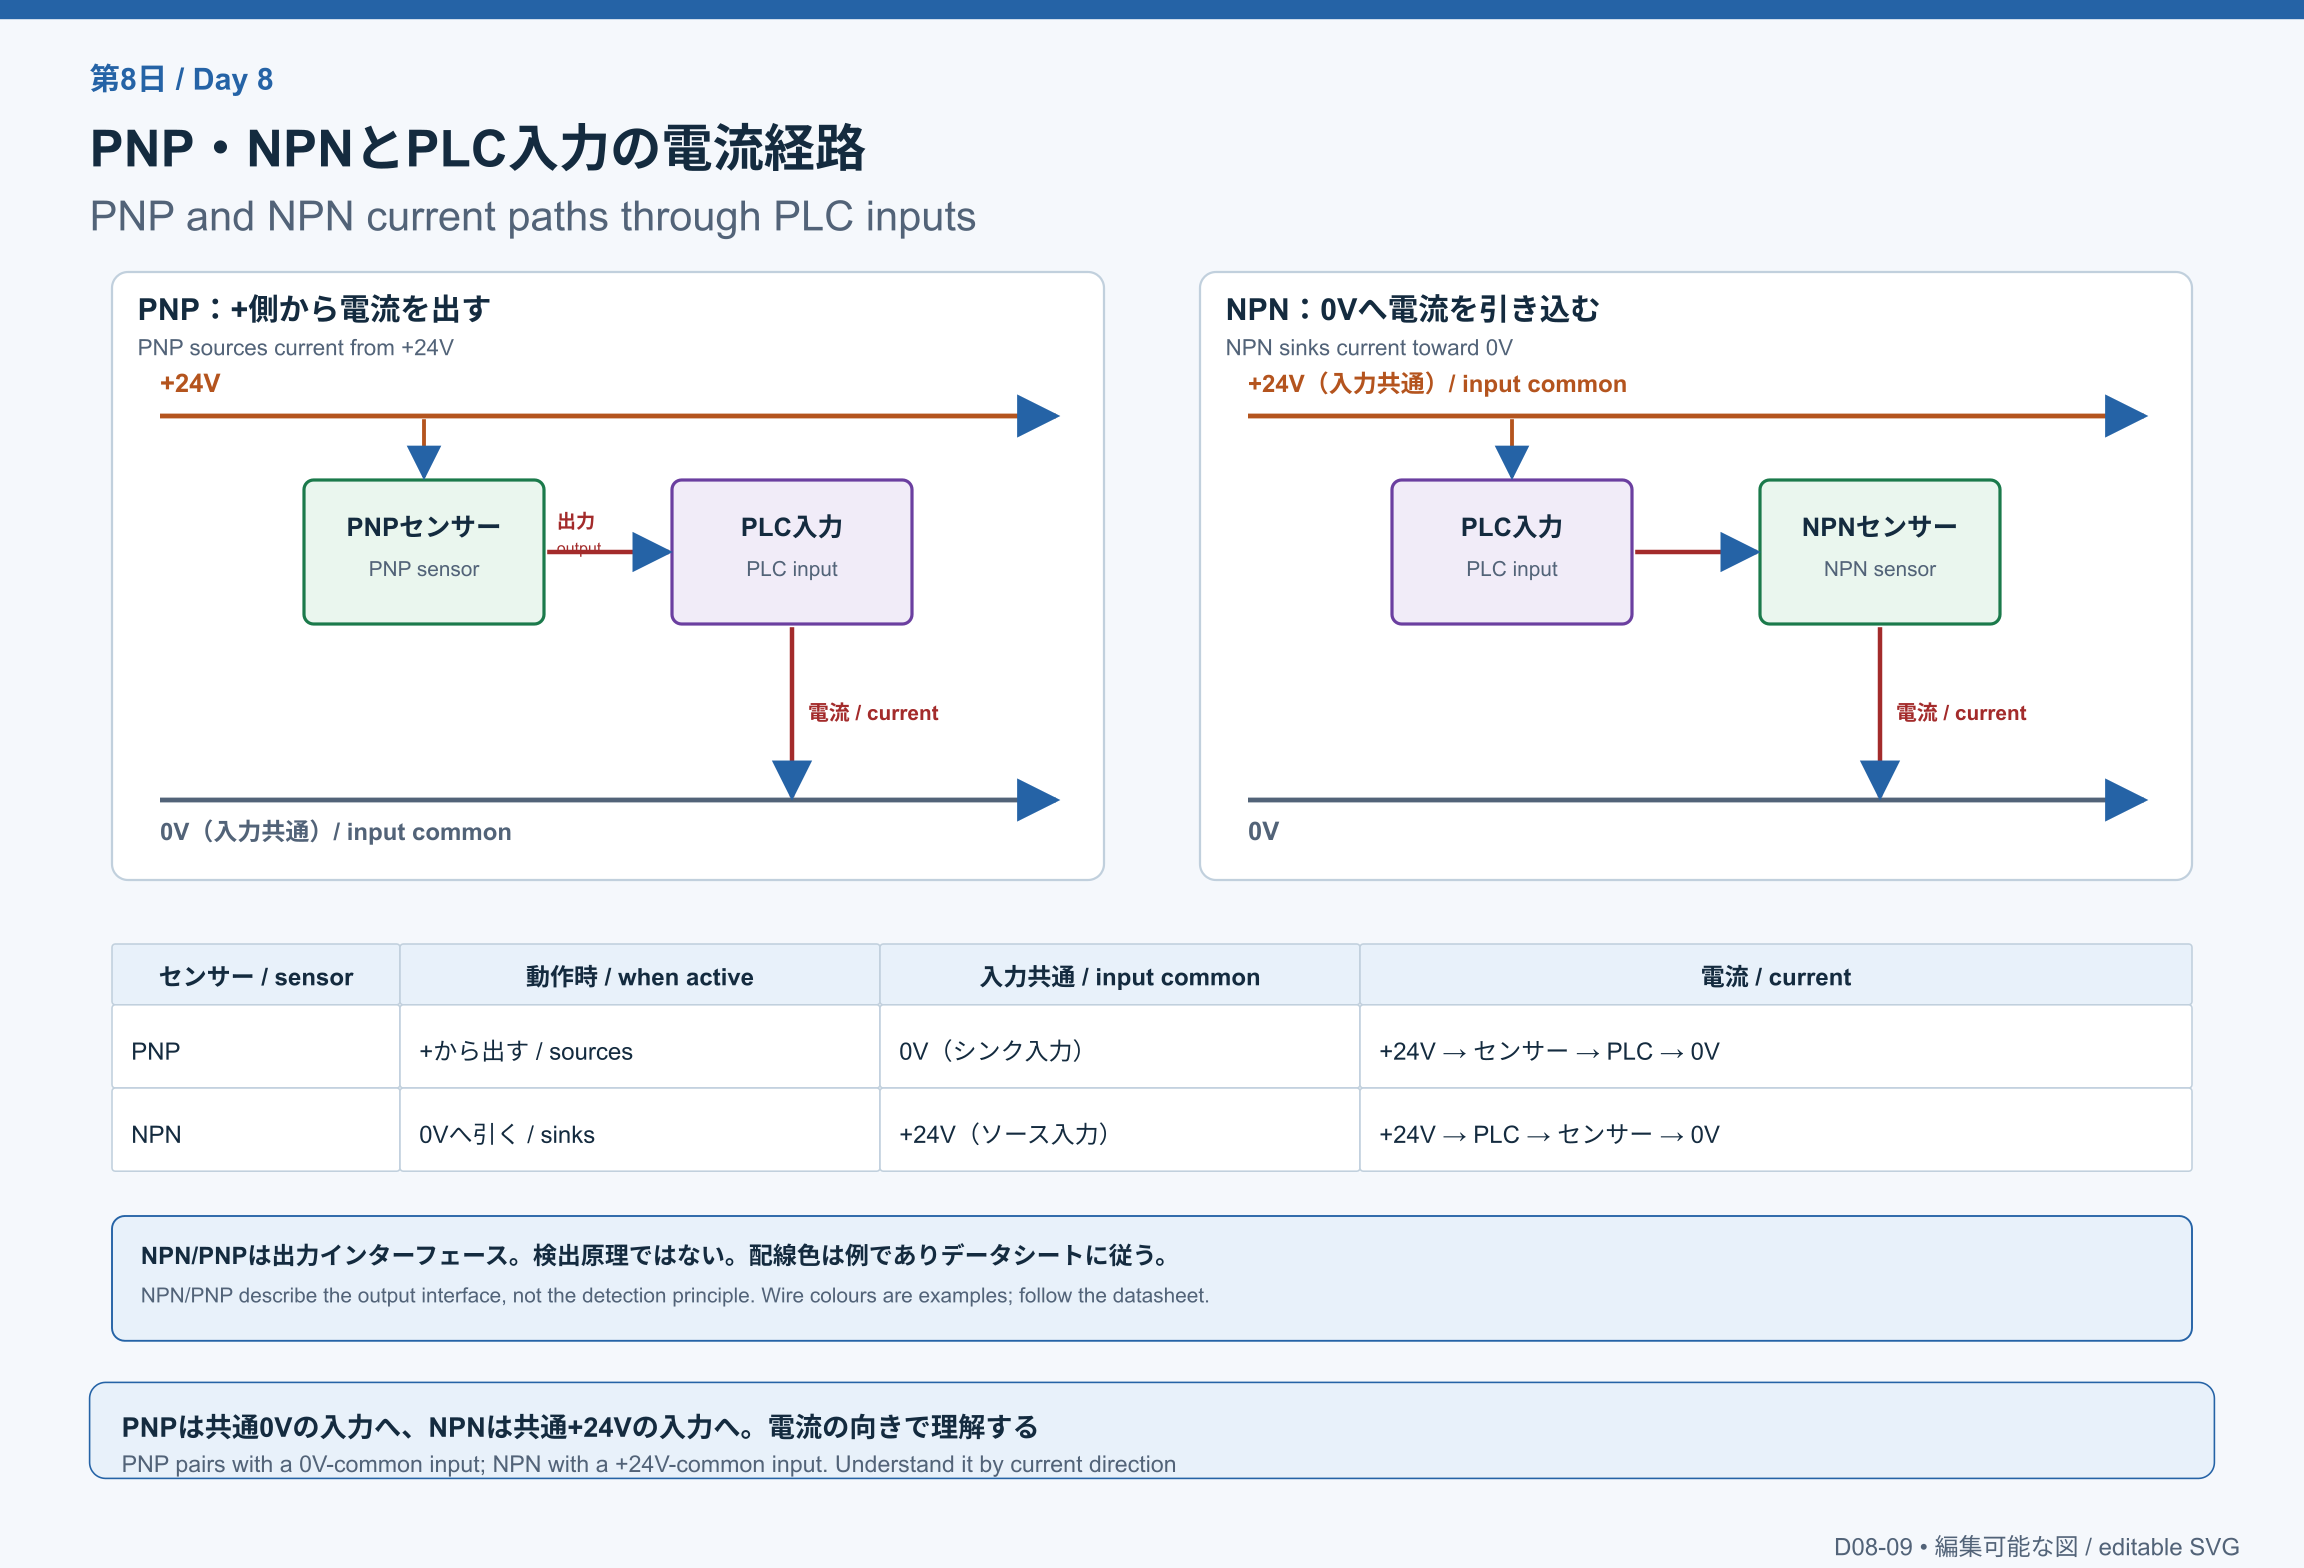 第8日 / Day 8
PNP・NPNとPLC入力の電流経路
PNP and NPN current paths through PLC inputs
PNP：+側から電流を出す
PNP sources current from +24V
+24V
PNPセンサー
PNP sensor
出力
output
PLC入力
PLC input
電流 / current
0V（入力共通）/ input common
NPN：0Vへ電流を引き込む
NPN sinks current toward 0V
+24V（入力共通）/ input common
PLC入力
PLC input
NPNセンサー
NPN sensor
電流 / current
0V
センサー / sensor 動作時 / when active 入力共通 / input common 電流 / current
PNP +から出す / sources 0V（シンク入力） +24V → センサー → PLC → 0V
NPN 0Vへ引く / sinks +24V（ソース入力） +24V → PLC → センサー → 0V
NPN/PNPは出力インターフェース。検出原理ではない。配線色は例でありデータシートに従う。
NPN/PNP describe the output interface, not the detection principle. Wire colours are examples; follow the datasheet.
PNPは共通0Vの入力へ、NPNは共通+24Vの入力へ。電流の向きで理解する
PNP pairs with a 0V-common input; NPN with a +24V-common input. Understand it by current direction
D08-09 • 編集可能な図 / editable SVG